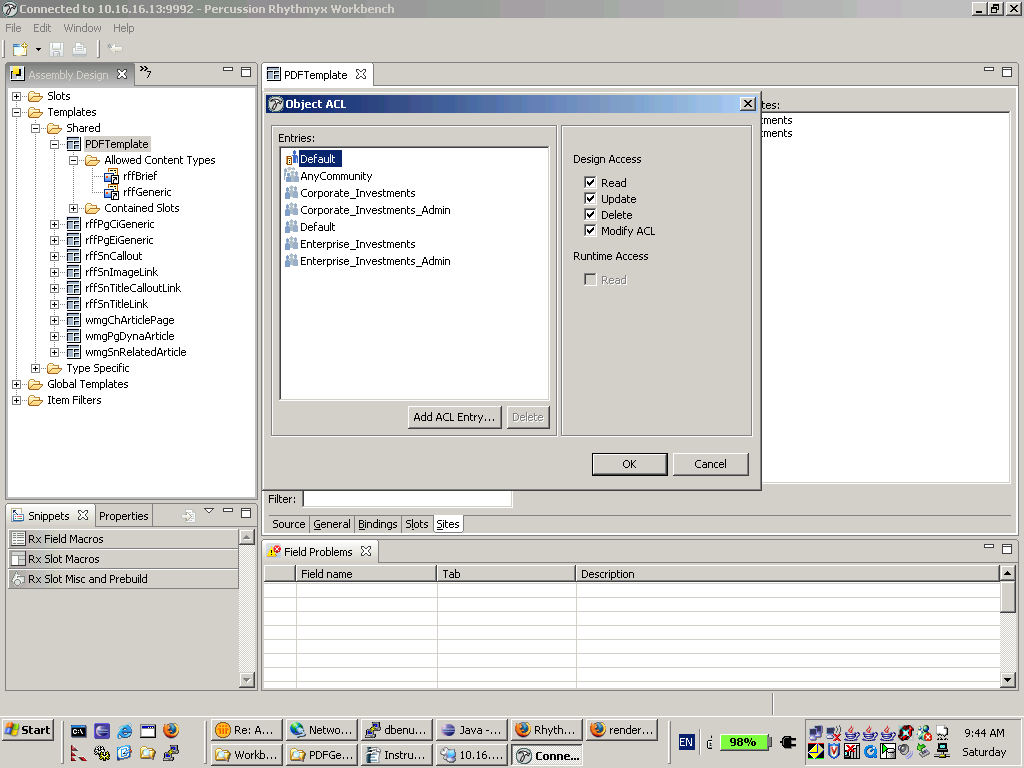 Connected to 10.16.16.13:9992 - Percussion Rhythmyx Workbench
File Edit Window Help
Assembly Design
»7
Slots
Templates
Shared
PDFTemplate
Allowed Content Types
rffBrief
rffGeneric
Contained Slots
rffPgCiGeneric
rffPgEiGeneric
rffSnCallout
rffSnImageLink
rffSnTitleCalloutLink
rffSnTitleLink
wmgChArticlePage
wmgPgDynaArticle
wmgSnRelatedArticle
Type Specific
Global Templates
Item Filters
PDFTemplate
tes:
tments
tments
Object ACL
Entries:
Default
AnyCommunity
Corporate_Investments
Corporate_Investments_Admin
Default
Enterprise_Investments
Enterprise_Investments_Admin
Add ACL Entry... Delete
Design Access
Read
Update
Delete
Modify ACL
Runtime Access
Read
OK Cancel
Filter:
Source General Bindings Slots Sites
Snippets Properties
Rx Field Macros
Rx Slot Macros
Rx Slot Misc and Prebuild
Field Problems
Field name Tab Description
Start
Re: A... Netwo... dbenu... Java -... Rhyth... render...
Workb... PDFGe... Instru... 10.16.... Conne...
EN
98%
9:44 AM
Saturday